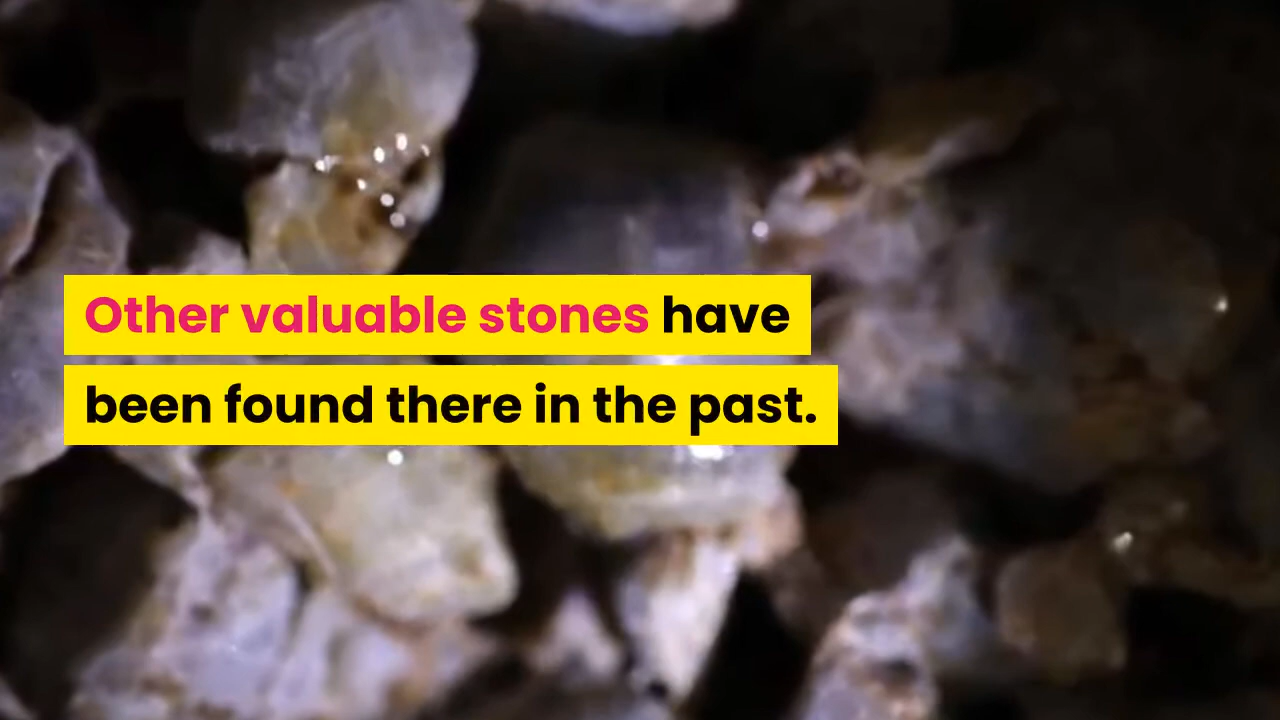 Other valuable stones have
been found there in the past.